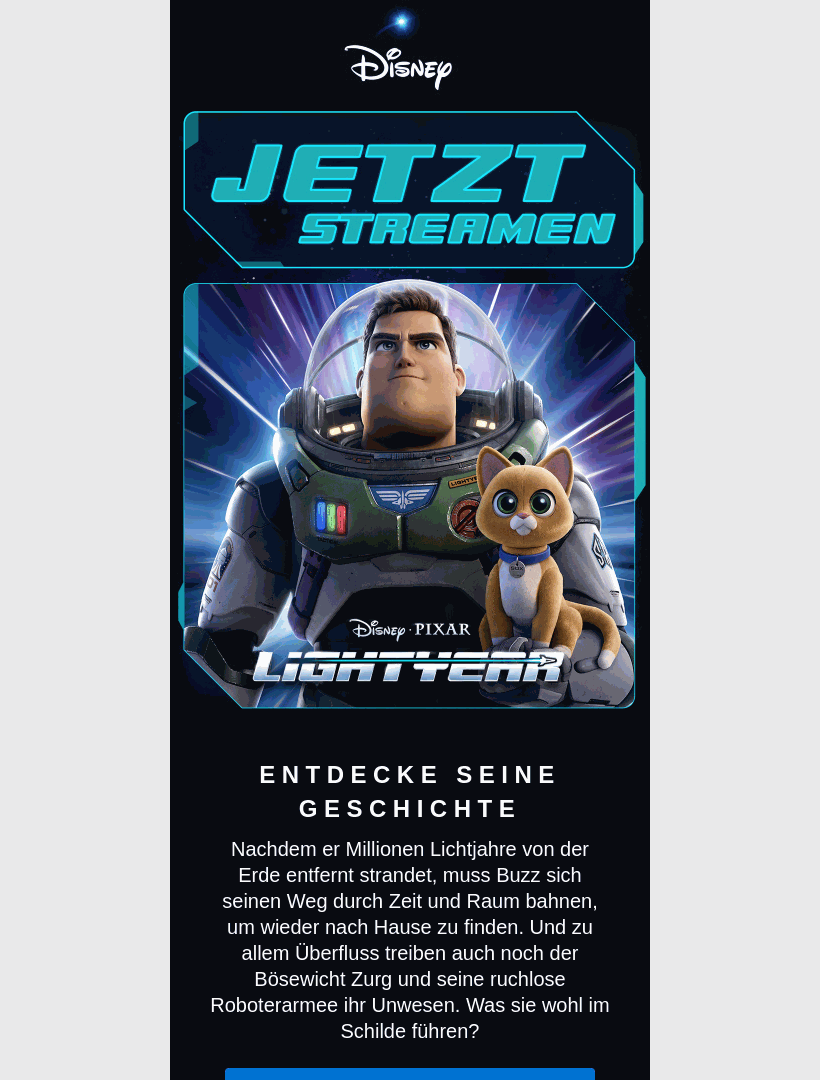 Disney
JETZT
STREAMEN
LIGHTYE
Disney · PIXAR
LIGHTYEAR
ENTDECKE SEINE
GESCHICHTE
Nachdem er Millionen Lichtjahre von der
Erde entfernt strandet, muss Buzz sich
seinen Weg durch Zeit und Raum bahnen,
um wieder nach Hause zu finden. Und zu
allem Überfluss treiben auch noch der
Bösewicht Zurg und seine ruchlose
Roboterarmee ihr Unwesen. Was sie wohl im
Schilde führen?